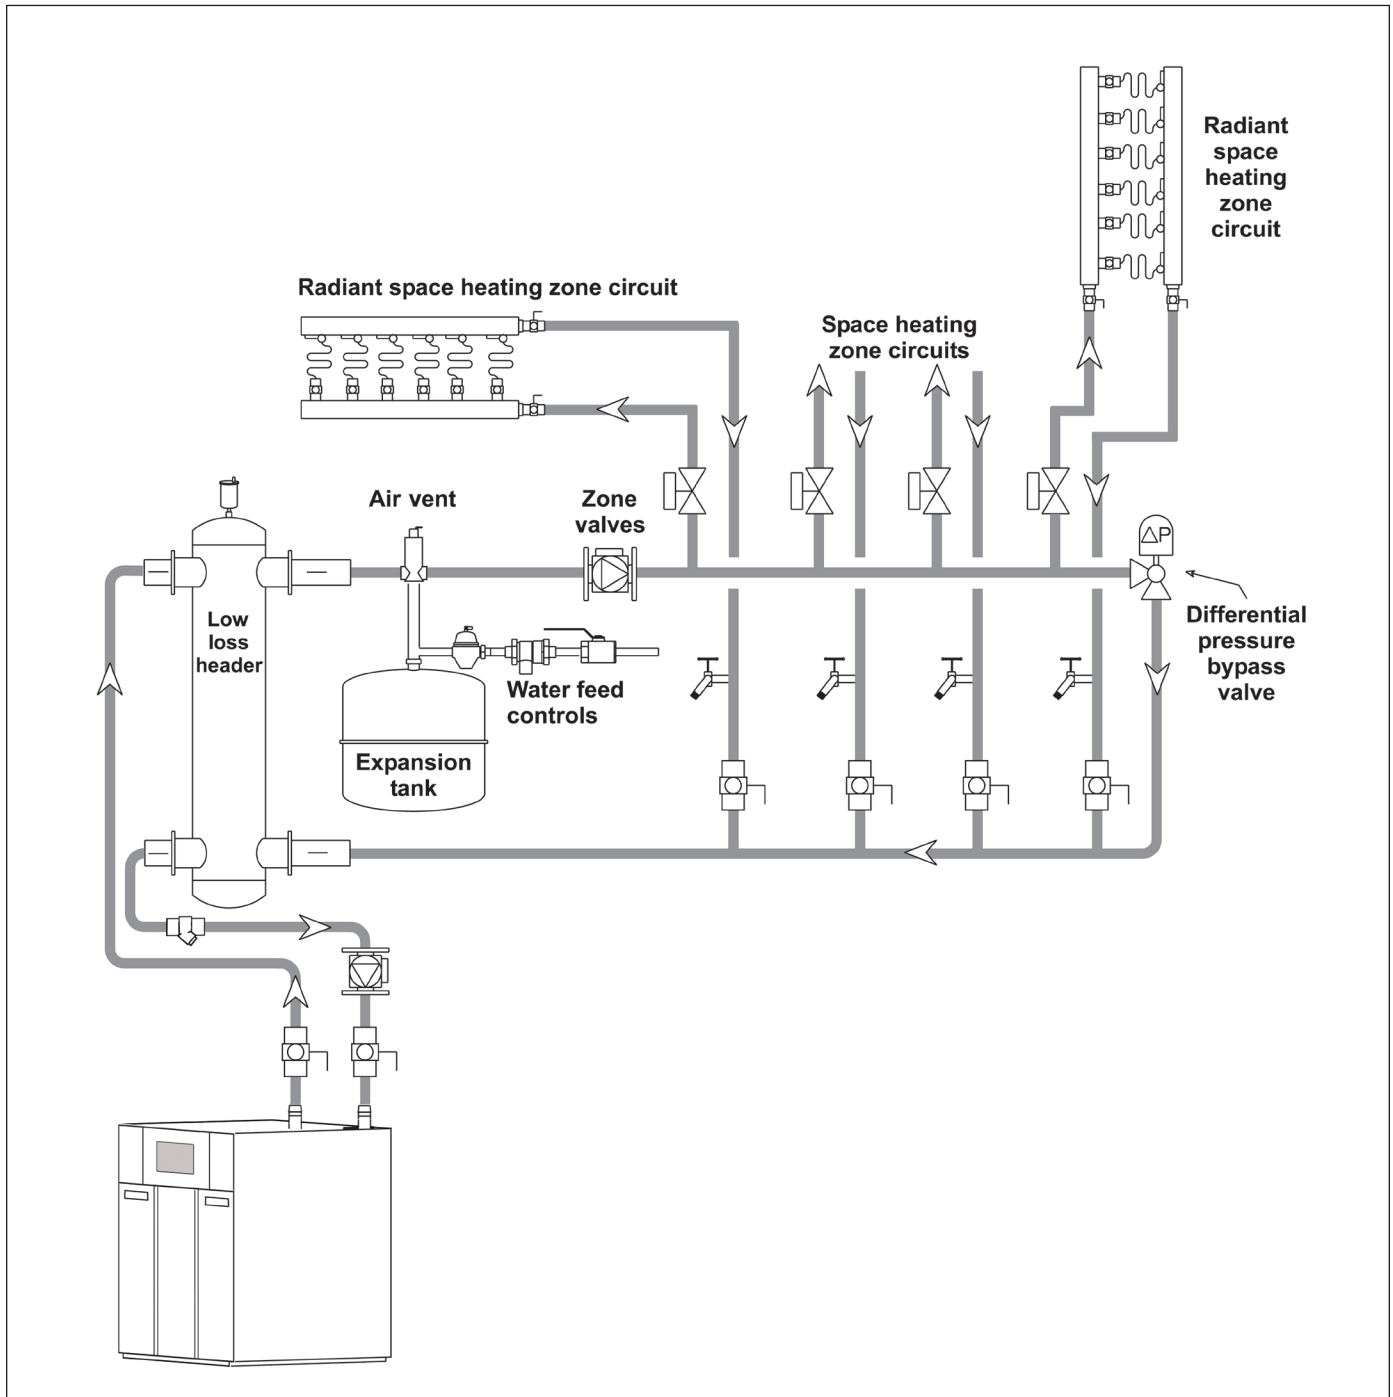 Radiant
space
heating
zone
circuit
Radiant space heating zone circuit
Space heating
zone circuits
Air vent
Zone
valves
ΔP
Low
loss
header
Differential
pressure
bypass
valve
Water feed
controls
Expansion
tank